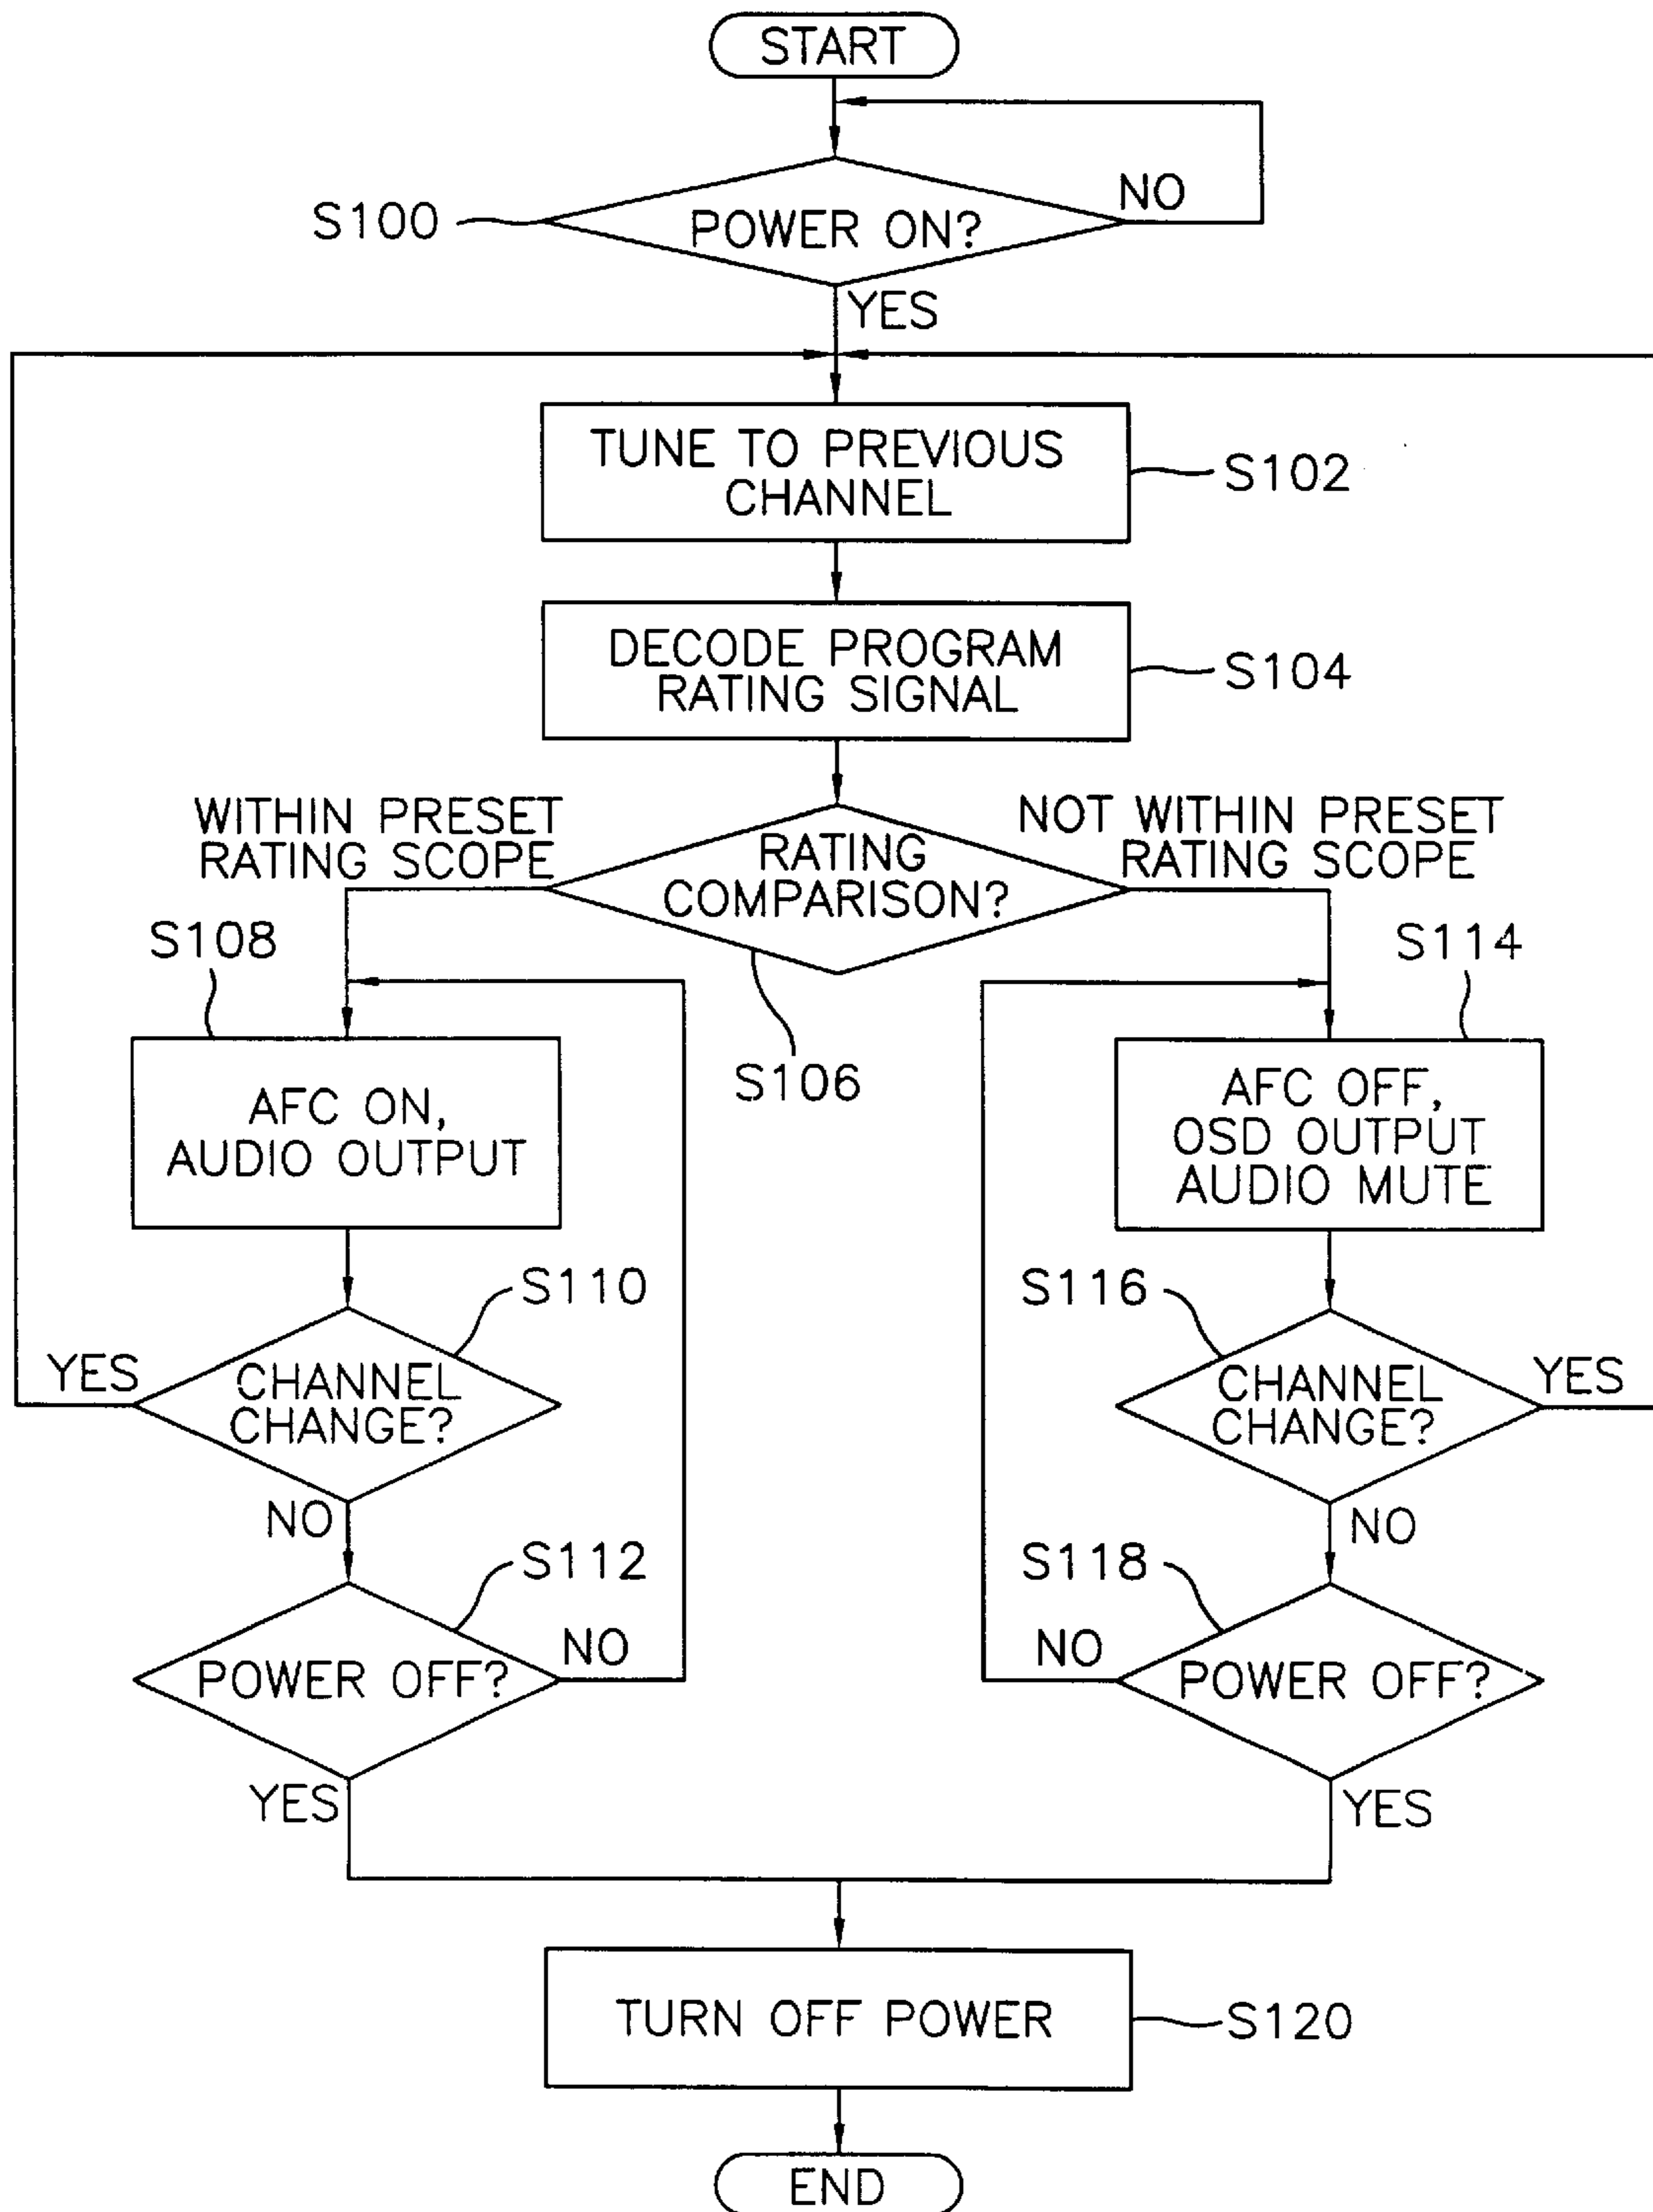 START
NO
S100
POWER ON?
YES
TUNE TO PREVIOUS
CHANNEL
S102
DECODE PROGRAM
RATING SIGNAL
S104
WITHIN PRESET
RATING SCOPE
RATING
COMPARISON?
NOT WITHIN PRESET
RATING SCOPE
S108
S106
S114
AFC ON,
AUDIO OUTPUT
AFC OFF,
OSD OUTPUT
AUDIO MUTE
S110
S116
YES
CHANNEL
CHANGE?
CHANNEL
CHANGE?
YES
NO
NO
S112
S118
POWER OFF?
NO
NO
POWER OFF?
YES
YES
TURN OFF POWER
S120
END